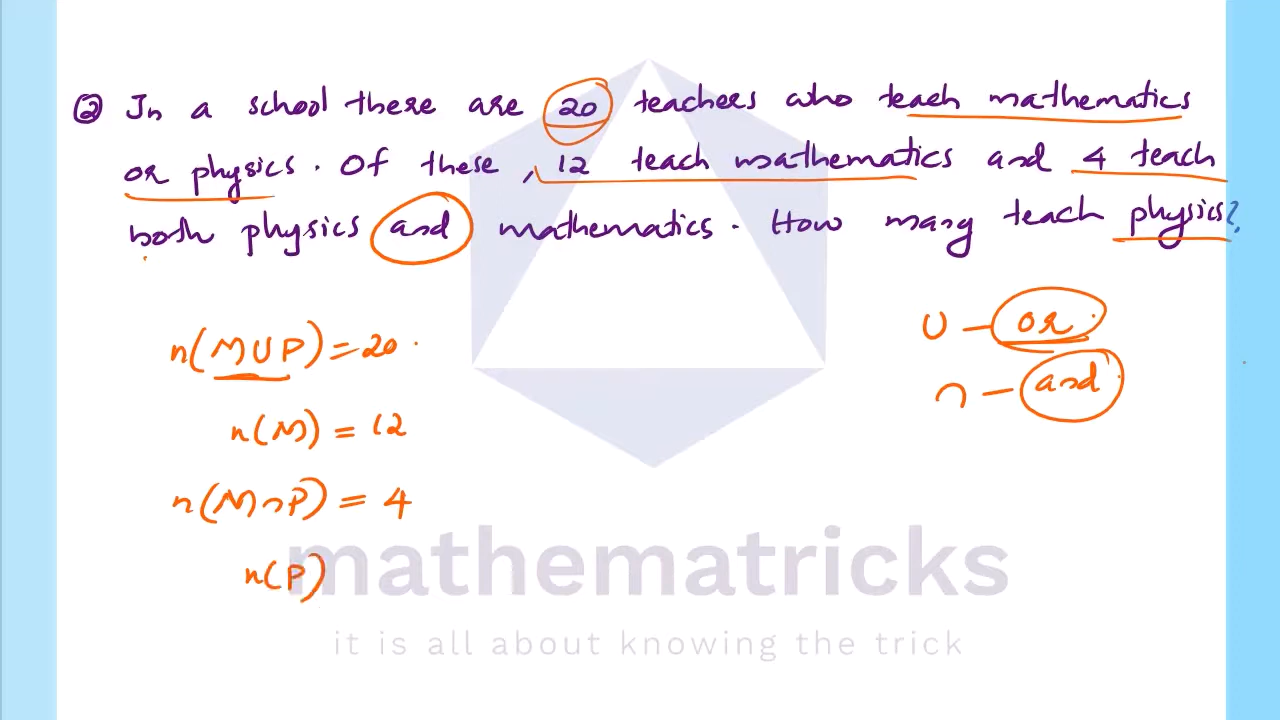 ② In a school there are 20 teachers who teach mathematics
or physics. Of these, 12 teach mathematics and 4 teach
both physics and mathematics. How many teach physics?
n(M∪P) = 20
∪ – or
∩ – and
n(M) = 12
n(M∩P) = 4
n(P)
mathematricks
it is all about knowing the trick